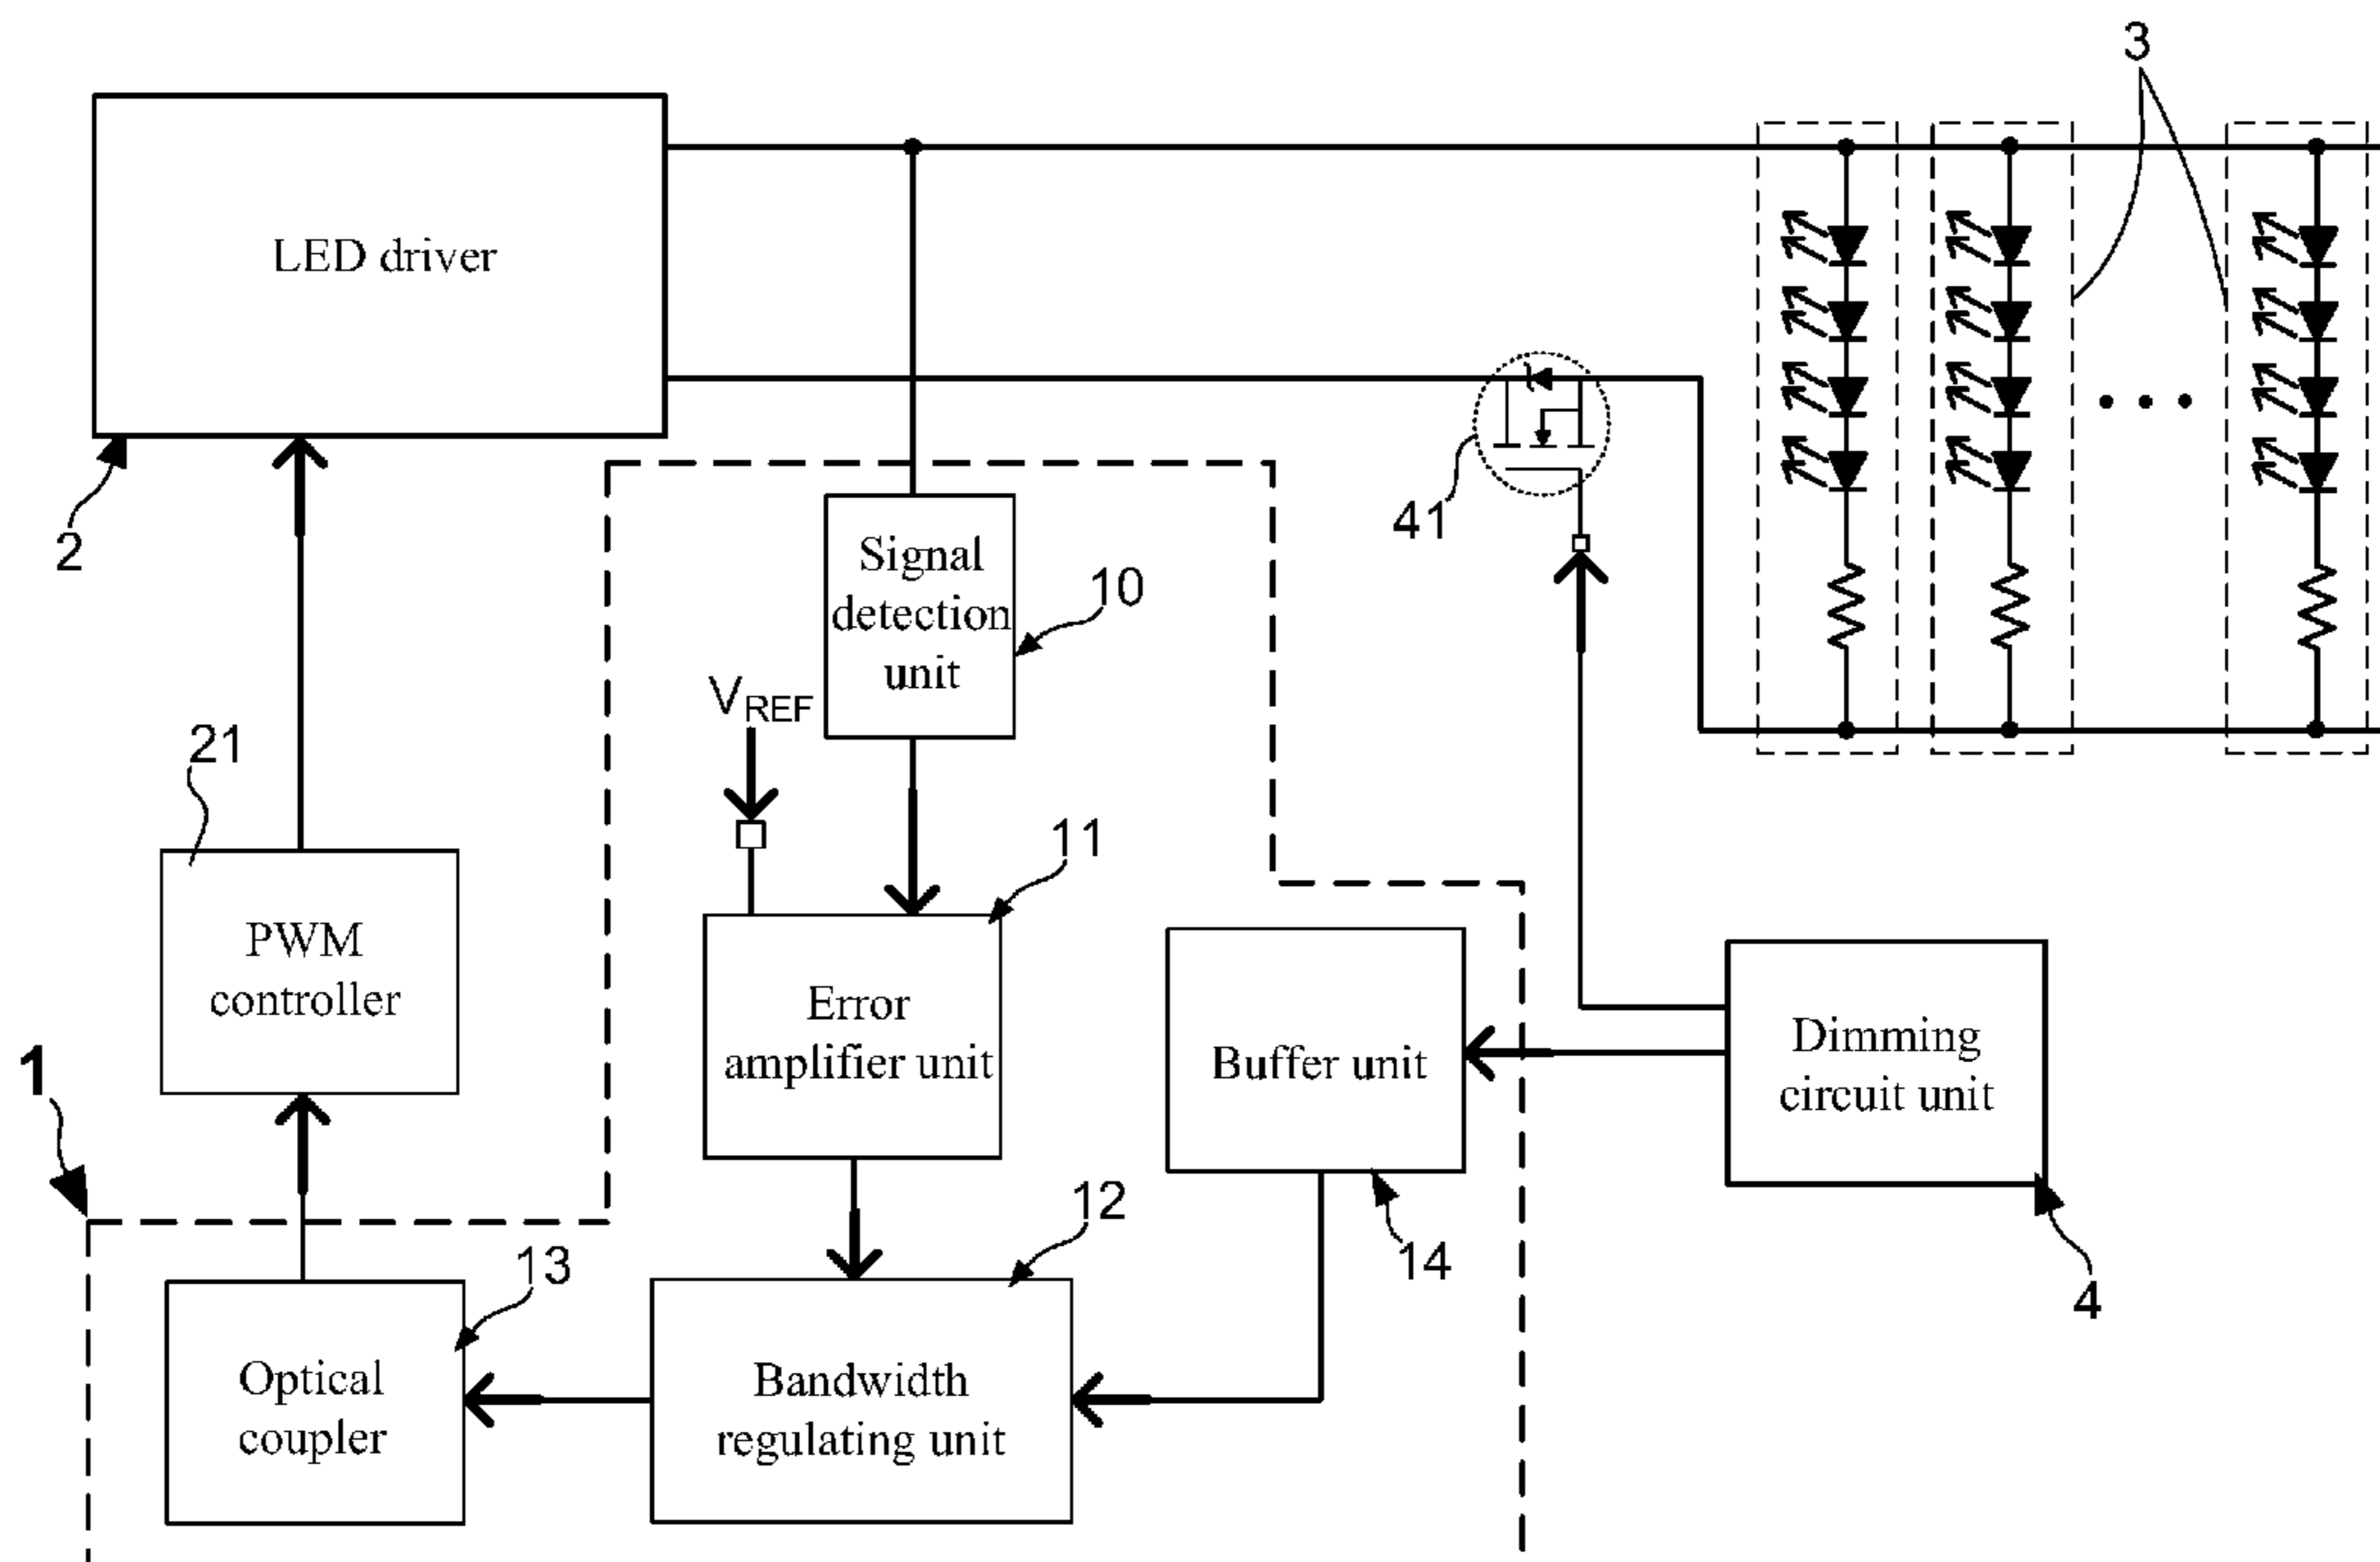 3
LED driver
2
41
Signal
detection
unit
10
VREF
21
11
PWM
controller
Error
amplifier unit
Buffer unit
Dimming
circuit unit
1
12
13
14
4
Optical
coupler
Bandwidth
regulating unit